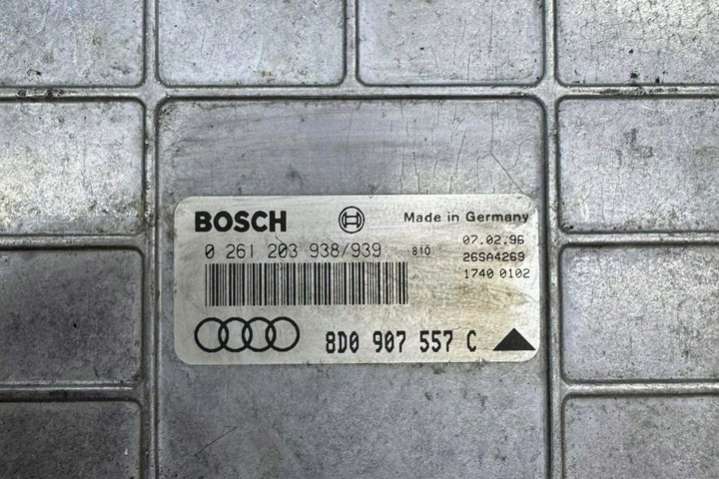 BOSCH Made in Germany
0 261 203 938/939 810 07.02.96
26SA4269
1740 0102
8D0 907 557 C